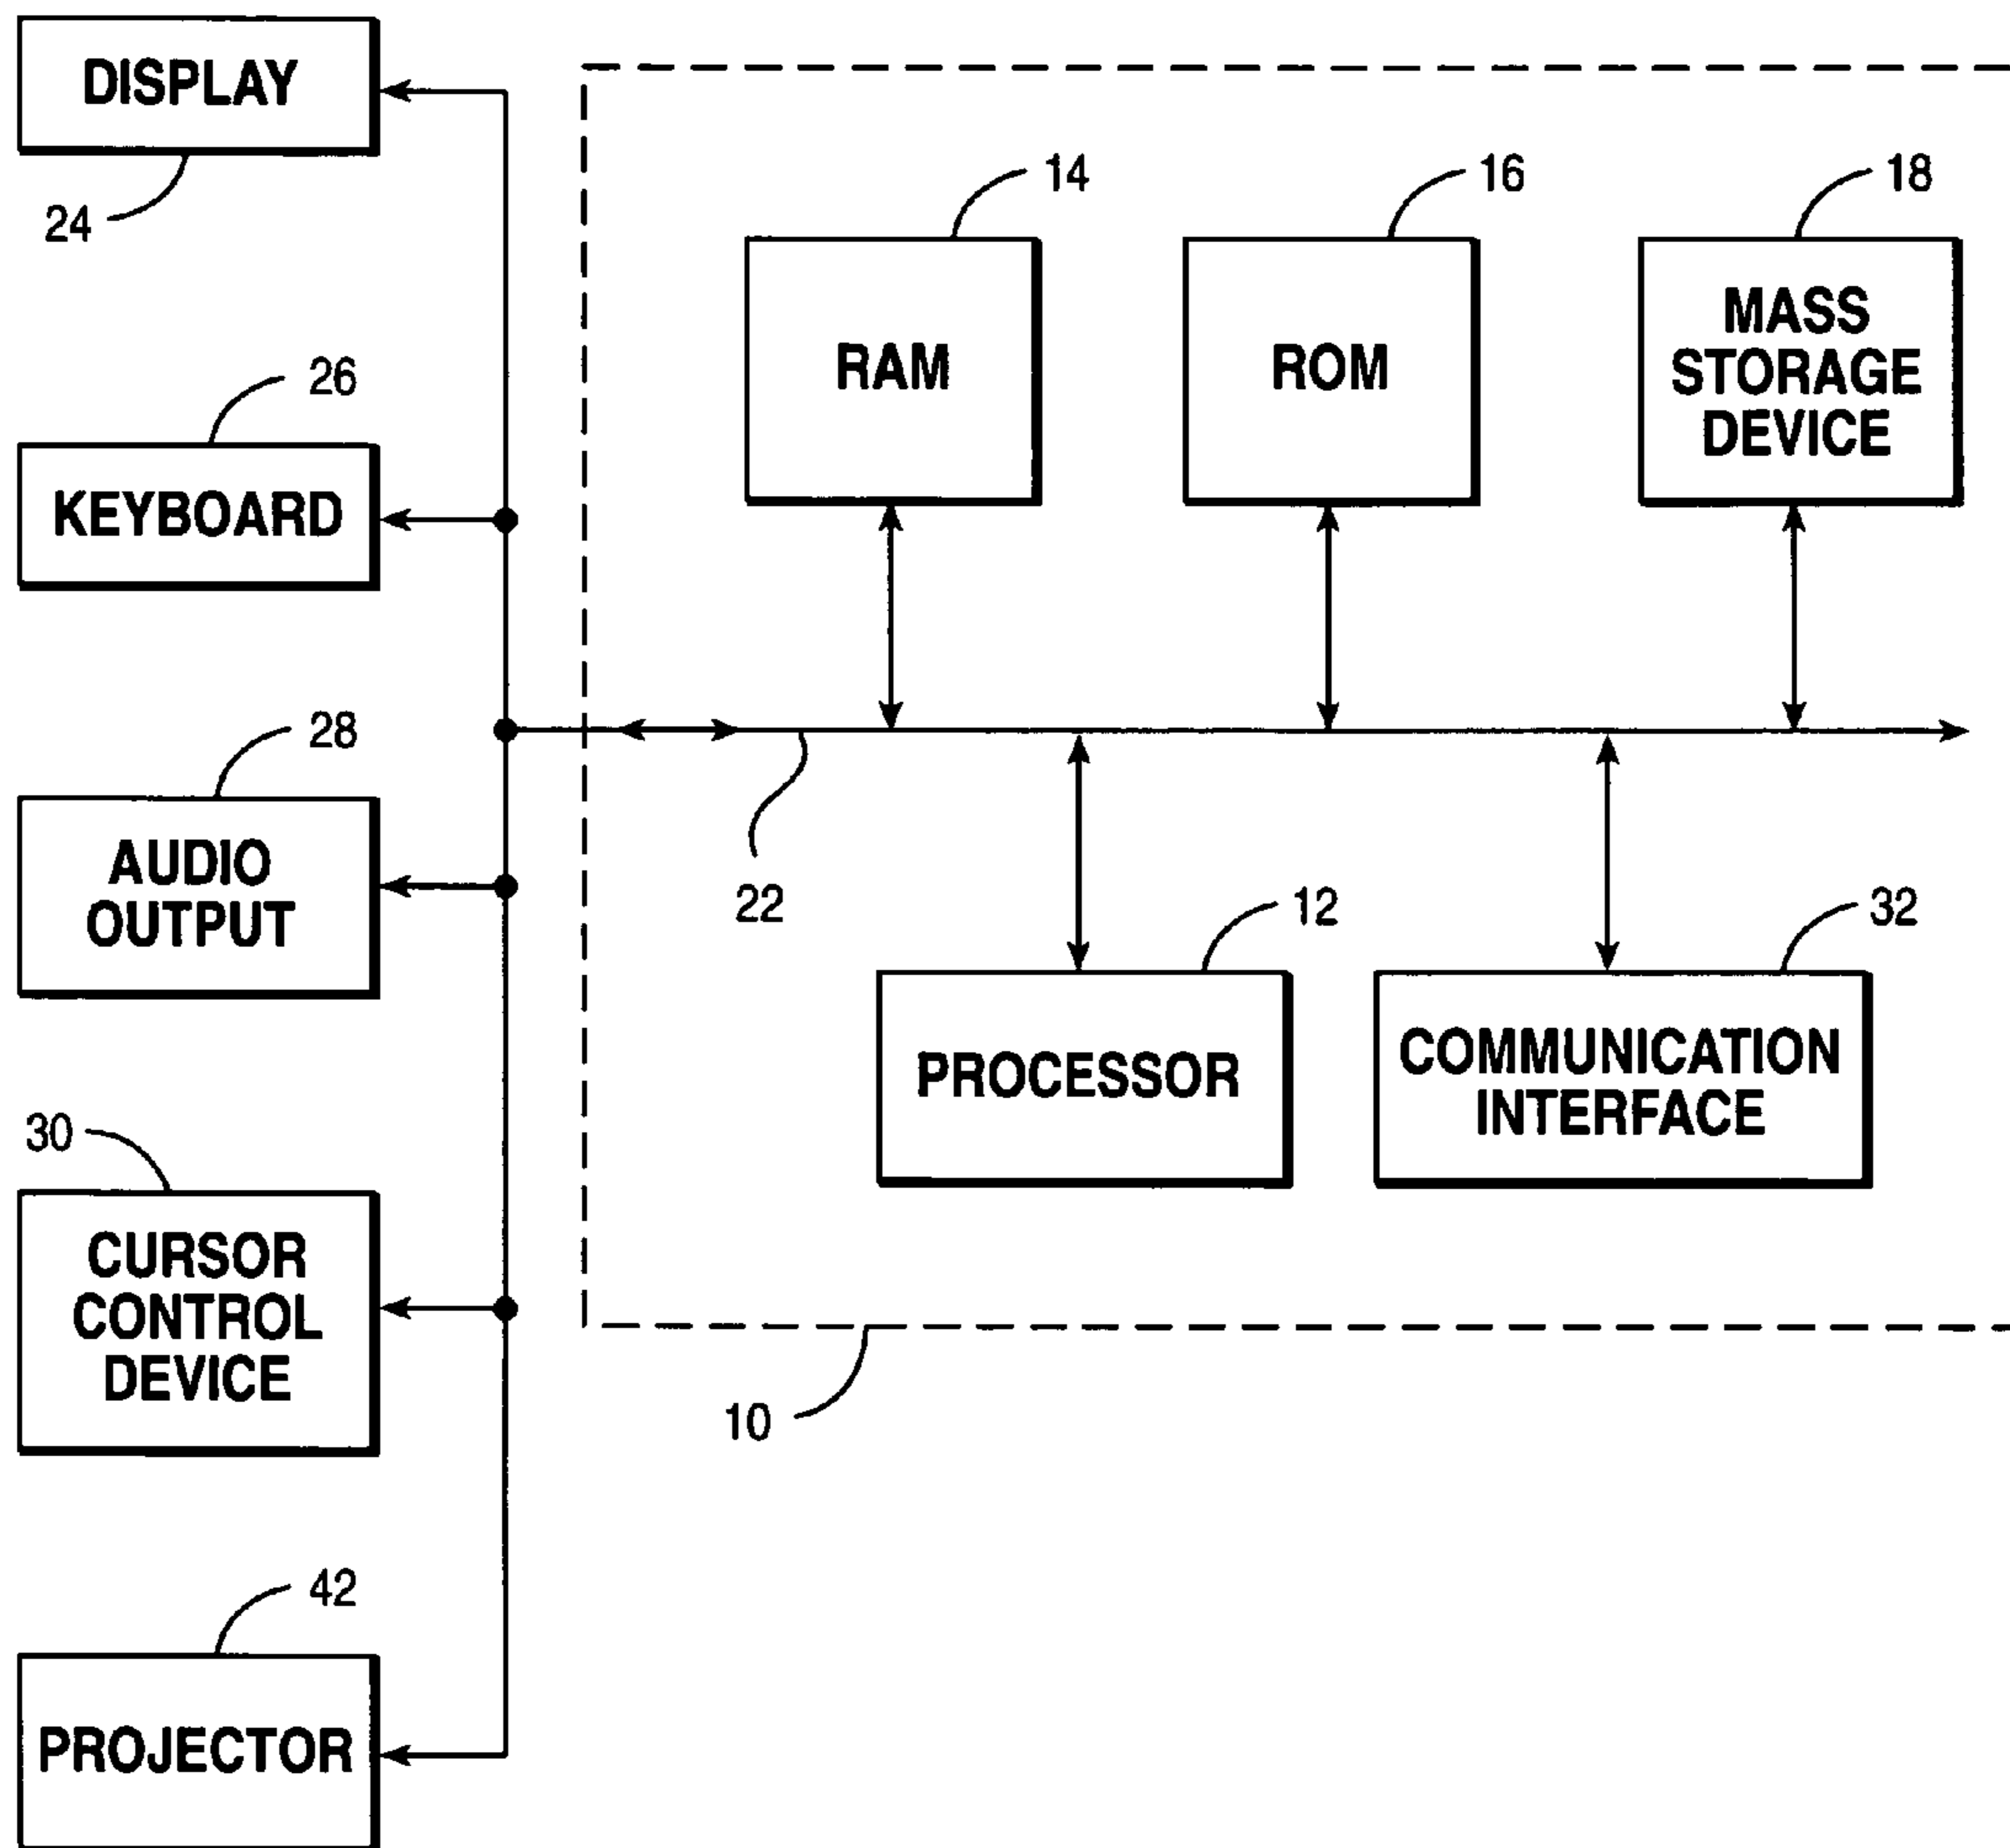 DISPLAY
24
14
16
18
RAM
ROM
MASS
STORAGE
DEVICE
26
KEYBOARD
28
22
AUDIO
OUTPUT
12
32
PROCESSOR
COMMUNICATION
INTERFACE
30
CURSOR
CONTROL
DEVICE
10
42
PROJECTOR